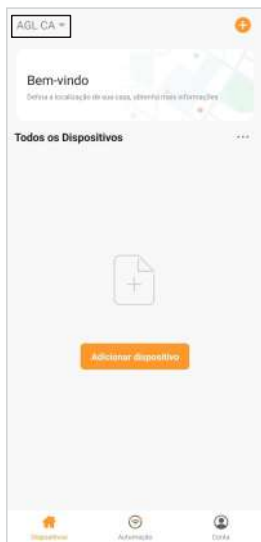 AGL CA
Bem-vindo
Defina a localização de sua casa, obtenha mais informações
Todos os Dispositivos
Adicionar dispositivo
Dispositivos
Automação
Conta